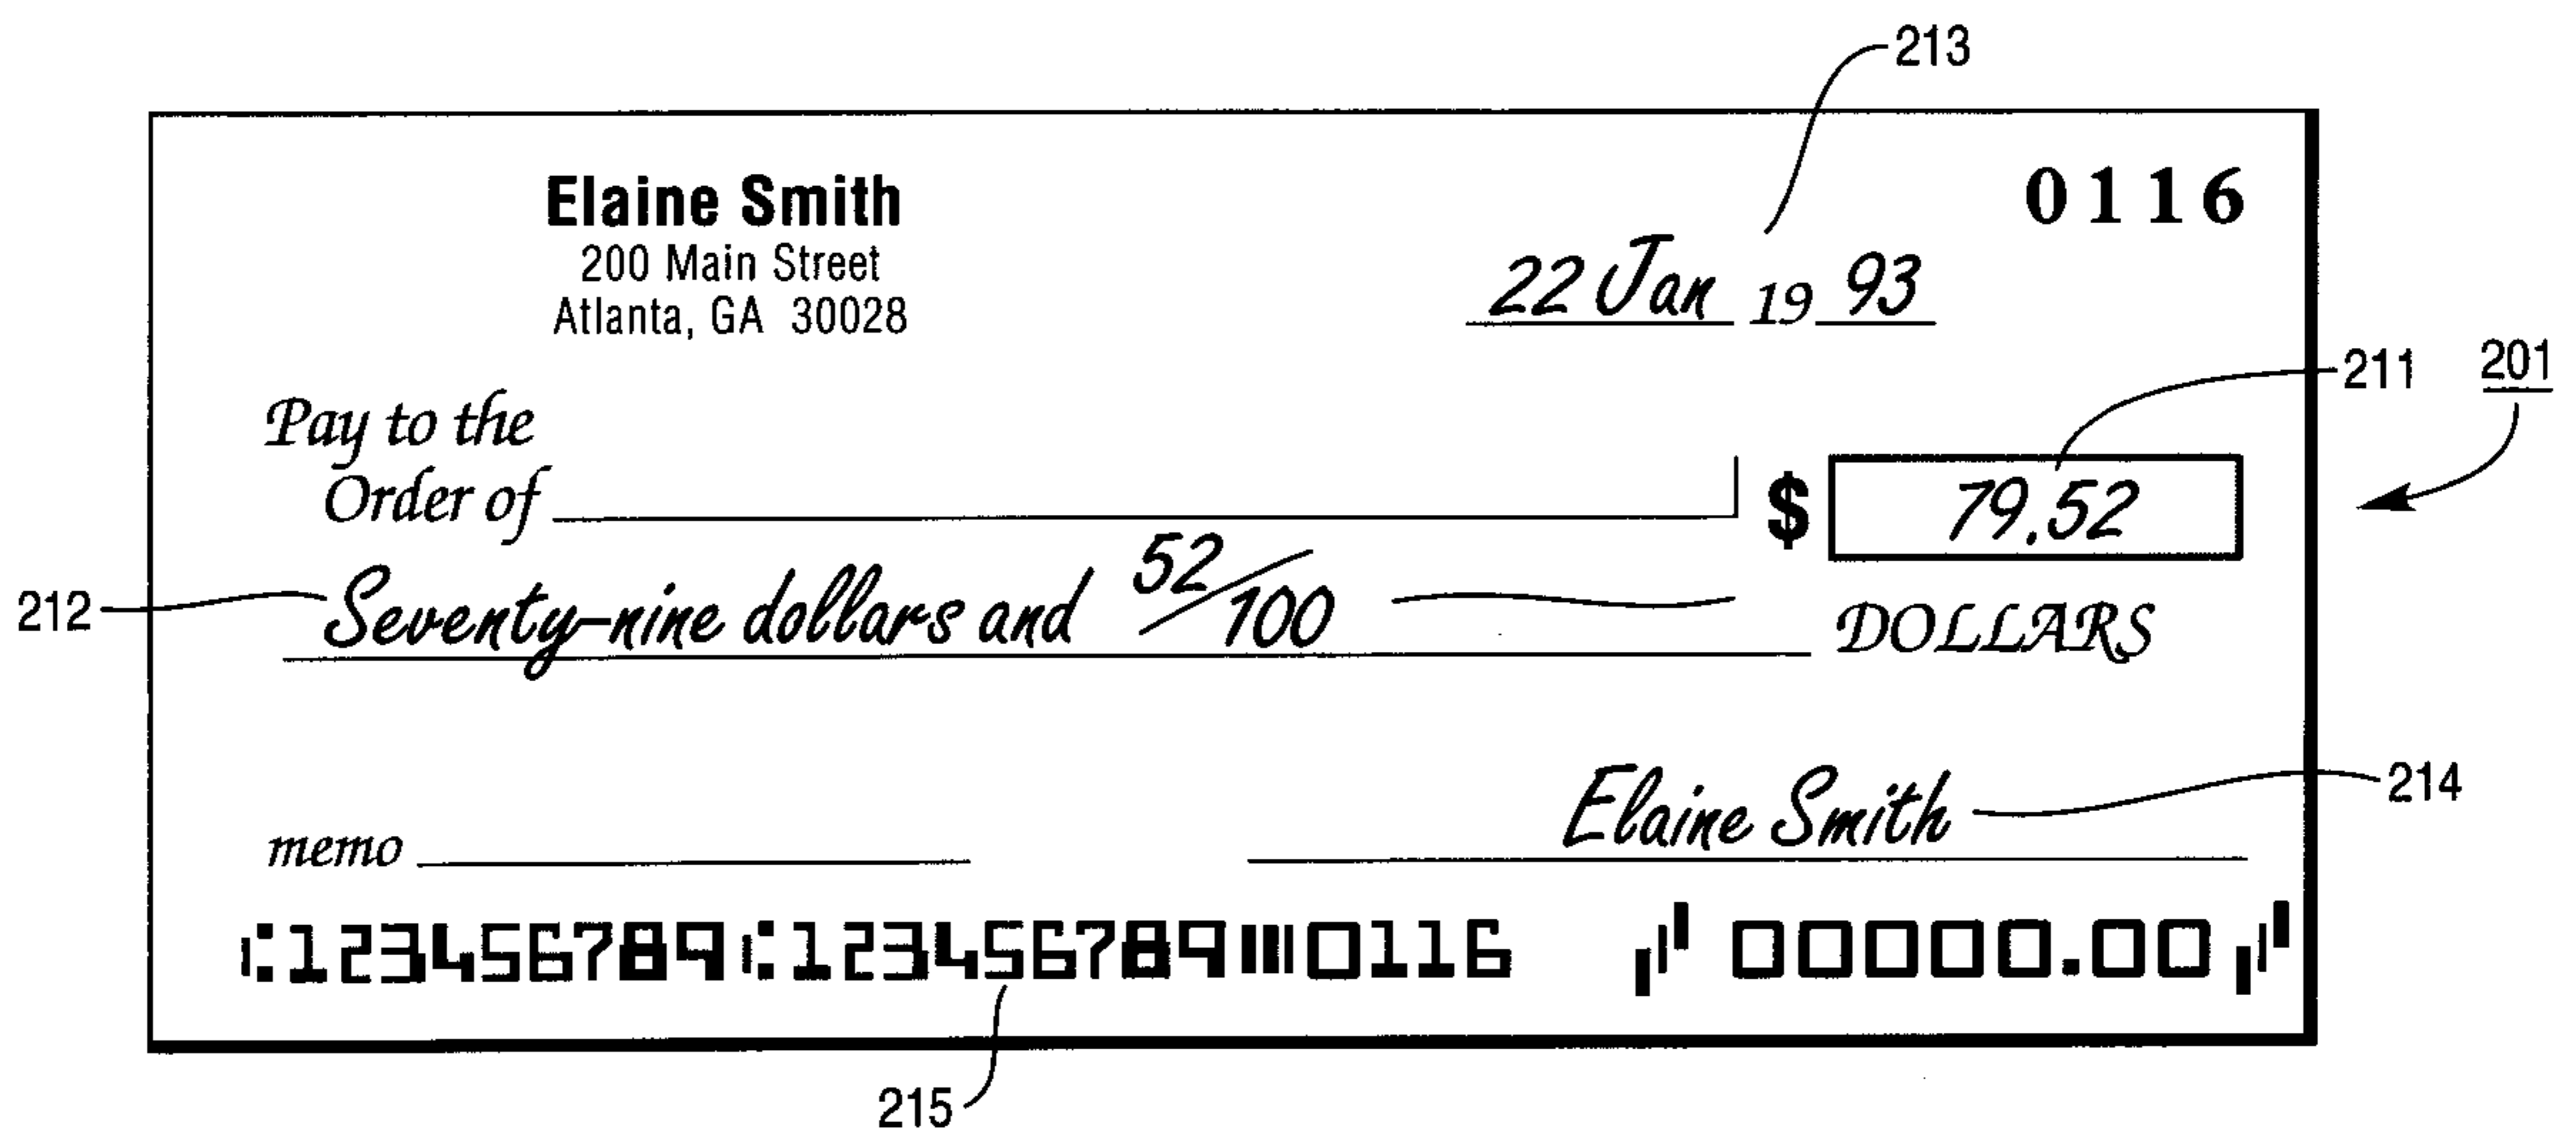 213
Elaine Smith
0116
200 Main Street
22 Jan 19 93
Atlanta, GA 30028
211
201
Pay to the
Order of
$ 79.52
212
Seventy-nine dollars and 52/100 DOLLARS
Elaine Smith
214
memo
⑆123456789⑆123456789⑈0116 ⑇00000.00⑇
215